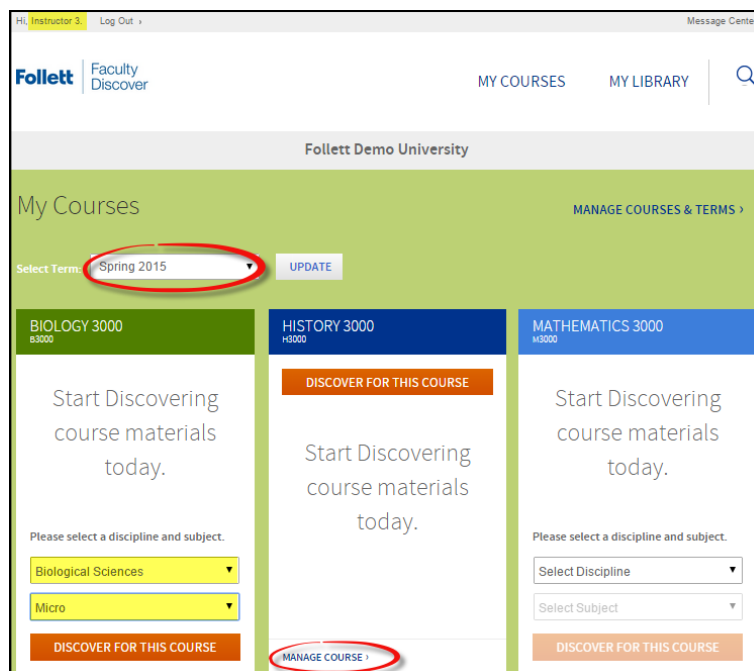 Hi, Instructor 3. Log Out ›
Message Cente
Follett Faculty Discover
MY COURSES MY LIBRARY
Follett Demo University
My Courses
MANAGE COURSES & TERMS ›
Select Term: Spring 2015 UPDATE
BIOLOGY 3000
B3000
Start Discovering
course materials
today.
Please select a discipline and subject.
Biological Sciences
Micro
DISCOVER FOR THIS COURSE
HISTORY 3000
H3000
DISCOVER FOR THIS COURSE
Start Discovering
course materials
today.
MANAGE COURSE ›
MATHEMATICS 3000
M3000
Start Discovering
course materials
today.
Please select a discipline and subject.
Select Discipline
Select Subject
DISCOVER FOR THIS COURSE